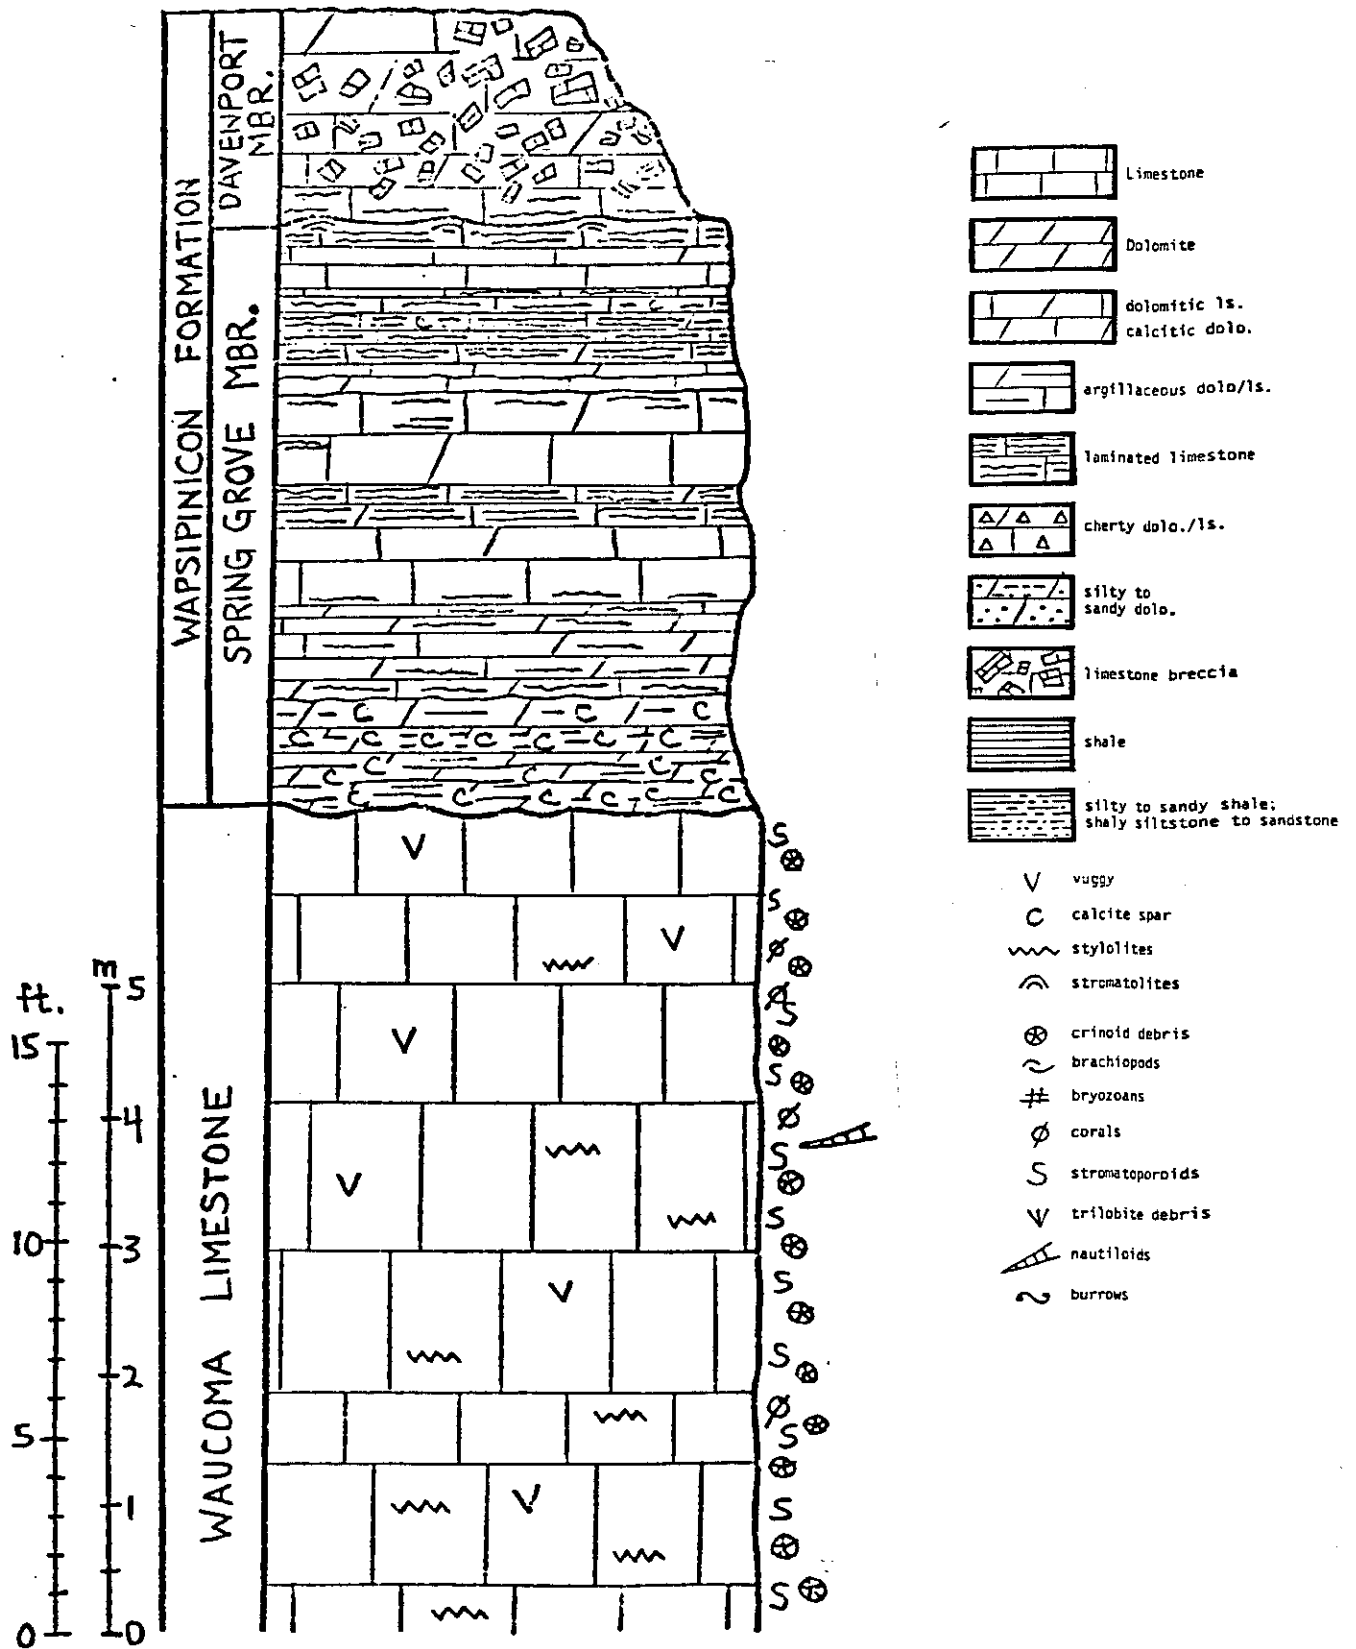 WAPSIPINICON FORMATION
DAVENPORT
MBR.
SPRING GROVE MBR.
WAUCOMA LIMESTONE
ft.
15
10
5
0
m
5
4
3
2
1
0
Limestone
Dolomite
dolomitic ls.
calcitic dolo.
argillaceous dolo/ls.
laminated limestone
cherty dolo./ls.
silty to
sandy dolo.
limestone breccia
shale
silty to sandy shale;
shaly siltstone to sandstone
V vuggy
C calcite spar
stylolites
stromatolites
crinoid debris
brachiopods
bryozoans
corals
S stromatoporoids
trilobite debris
nautiloids
burrows